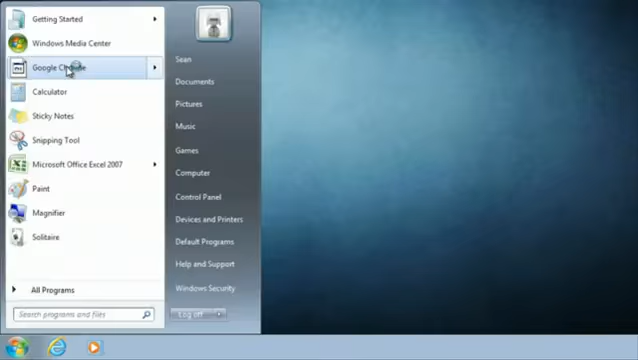 Getting Started
Windows Media Center
Google Chrome
Calculator
Sticky Notes
Snipping Tool
Microsoft Office Excel 2007
Paint
Magnifier
Solitaire
All Programs
Search programs and files
Sean
Documents
Pictures
Music
Games
Computer
Control Panel
Devices and Printers
Default Programs
Help and Support
Windows Security
Log off